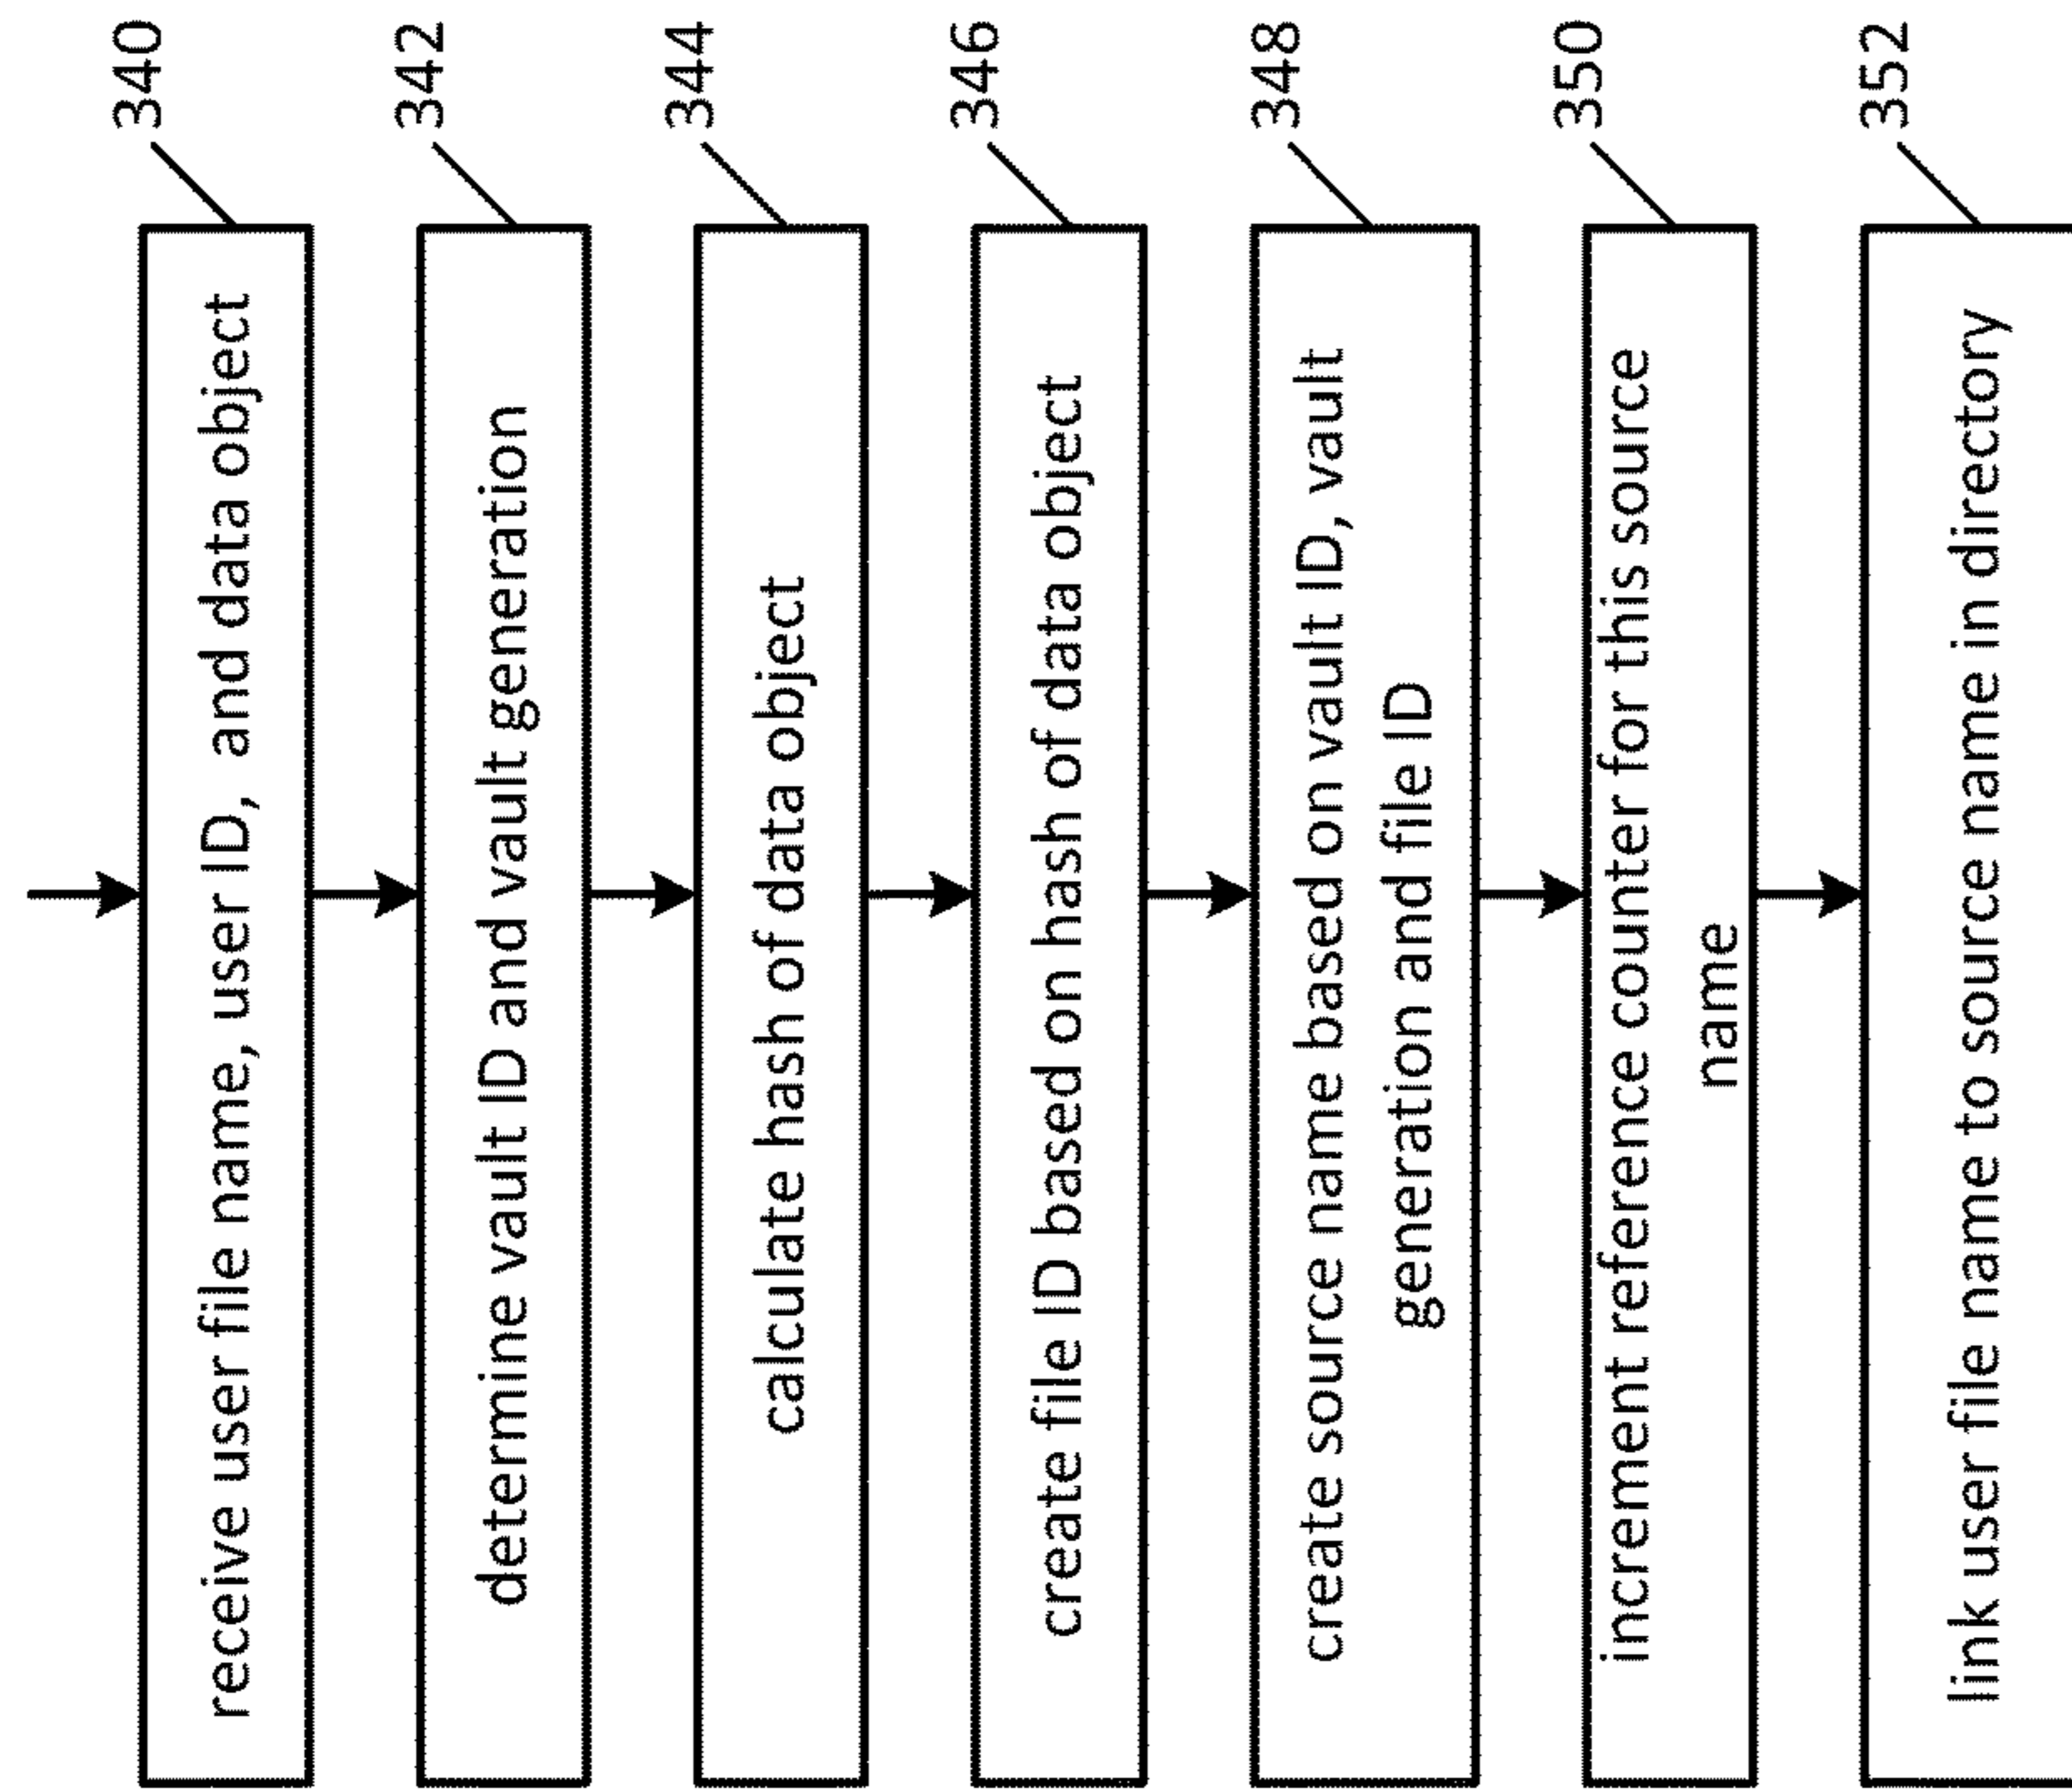 340
receive user file name, user ID, and data object
342
determine vault ID and vault generation
344
calculate hash of data object
346
create file ID based on hash of data object
348
create source name based on vault ID, vault
generation and file ID
350
increment reference counter for this source
name
352
link user file name to source name in directory